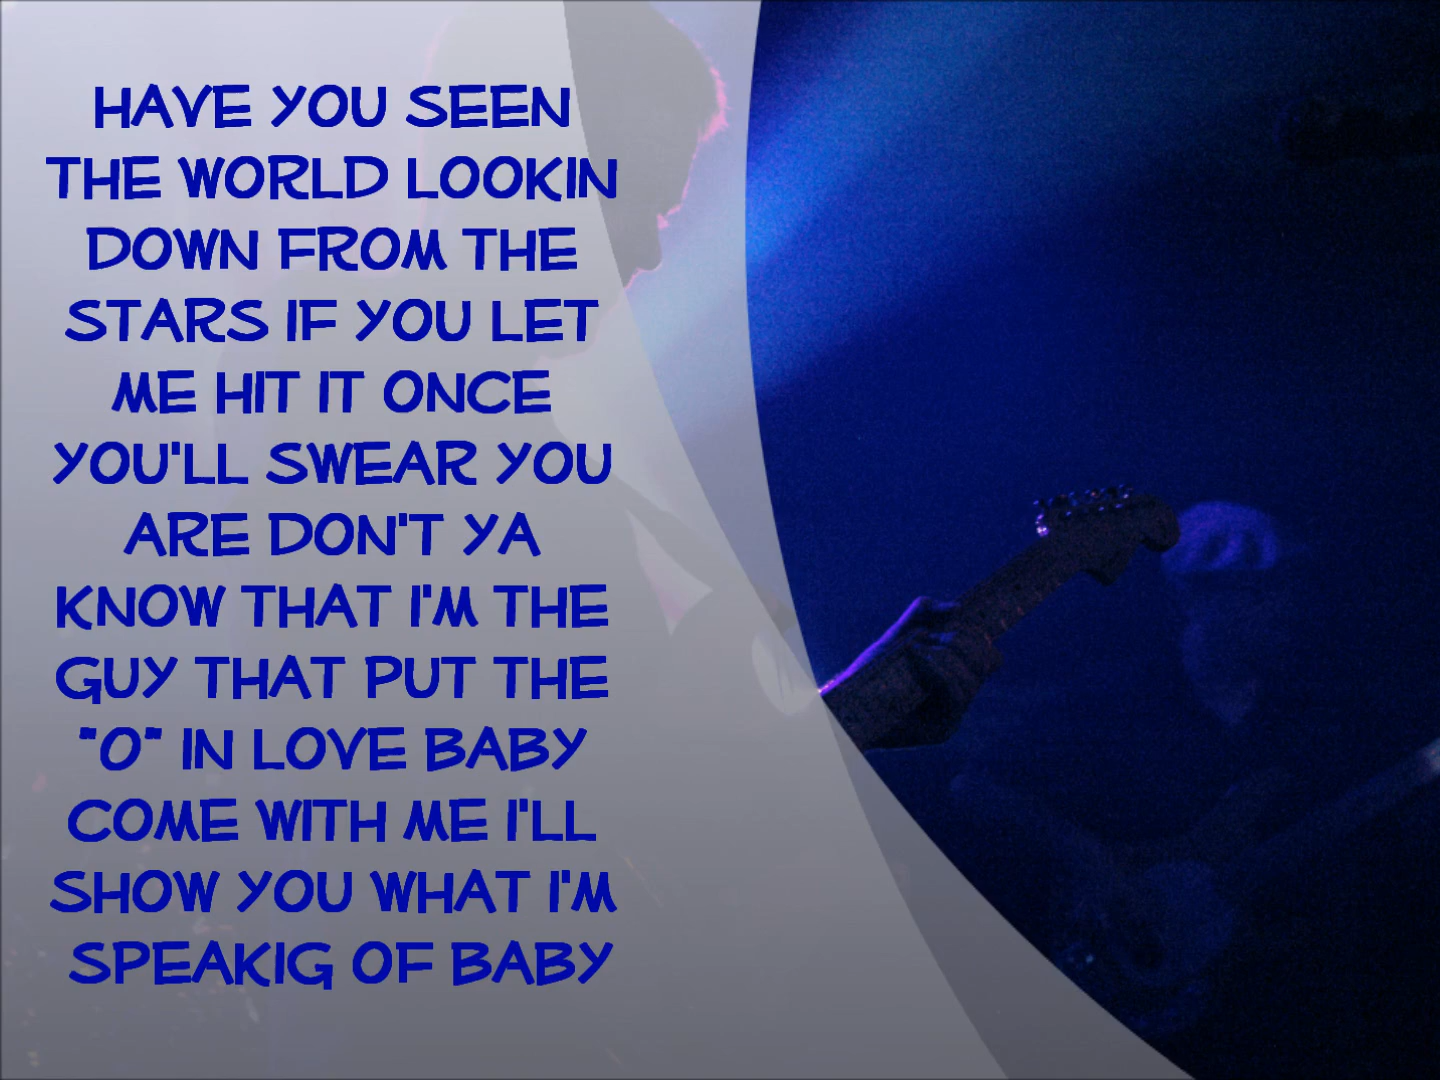 HAVE YOU SEEN
THE WORLD LOOKIN
DOWN FROM THE
STARS IF YOU LET
ME HIT IT ONCE
YOU'LL SWEAR YOU
ARE DON'T YA
KNOW THAT I'M THE
GUY THAT PUT THE
"O" IN LOVE BABY
COME WITH ME I'LL
SHOW YOU WHAT I'M
SPEAKIG OF BABY